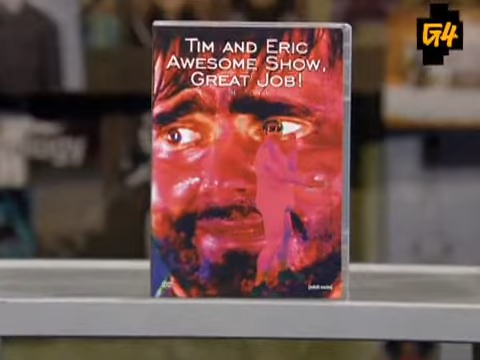 G4
TIM AND ERIC
AWESOME SHOW,
GREAT JOB!
[adult swim]